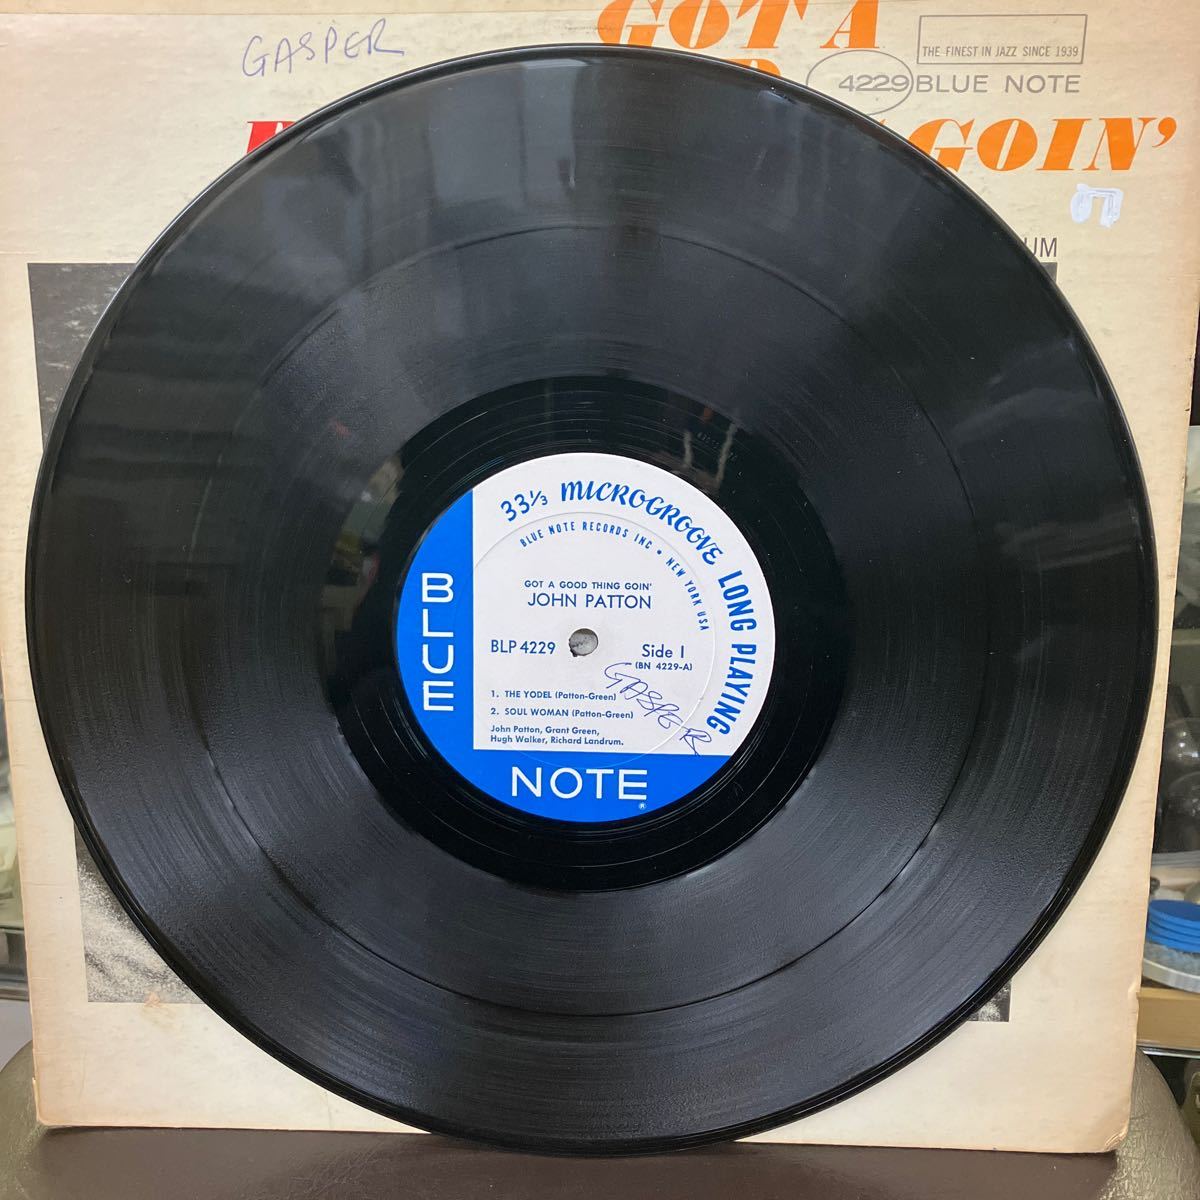 GASPER
GOT A
THE FINEST IN JAZZ SINCE 1939
4229 BLUE NOTE
GOIN'
UM
33⅓ MICROGROOVE LONG PLAYING
BLUE NOTE RECORDS INC • NEW YORK USA
GOT A GOOD THING GOIN'
JOHN PATTON
BLP 4229
Side 1
(BN 4229-A)
GASPER
1. THE YODEL (Patton-Green)
2. SOUL WOMAN (Patton-Green)
John Patton, Grant Green,
Hugh Walker, Richard Landrum.
BLUE
NOTE®